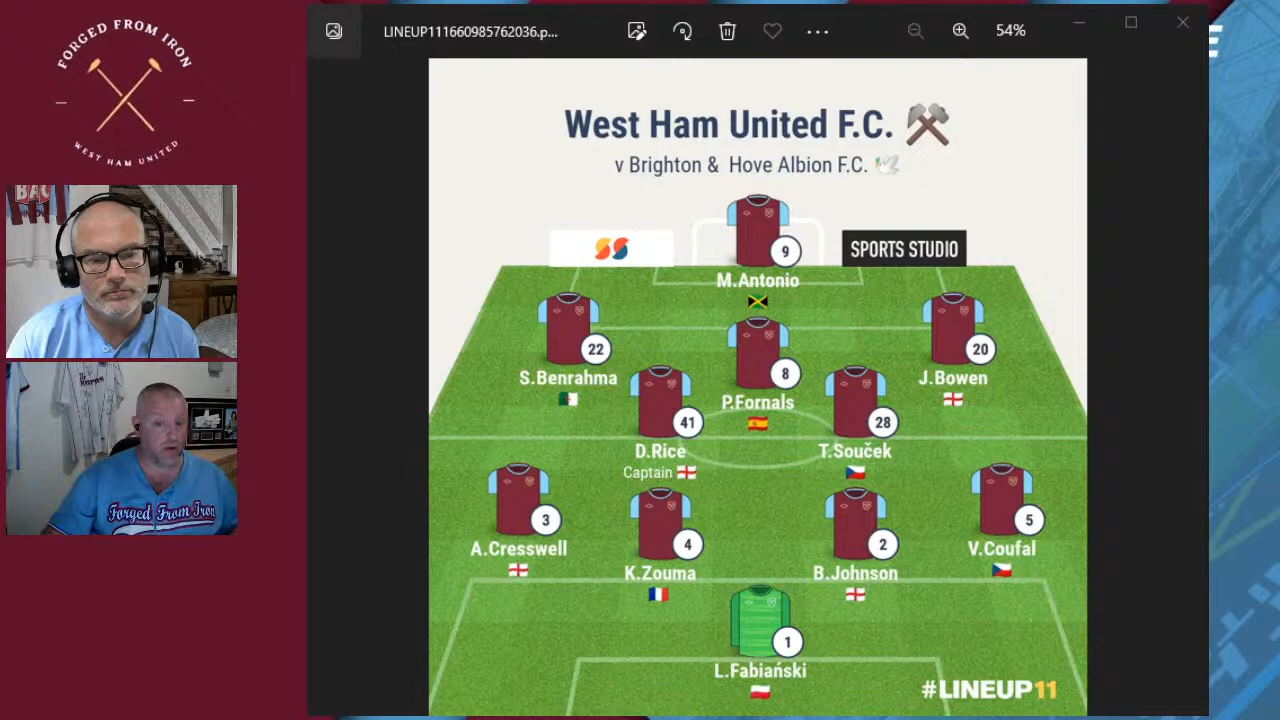 FORGED FROM IRON
WEST HAM UNITED
LINEUP111660985762036.p...
54%
West Ham United F.C.
v Brighton & Hove Albion F.C.
SPORTS STUDIO
9
M.Antonio
22
S.Benrahma
8
P.Fornals
20
J.Bowen
41
D.Rice
Captain
28
T.Souček
3
A.Cresswell
4
K.Zouma
2
B.Johnson
5
V.Coufal
1
L.Fabiański
#LINEUP11
Forged From Iron